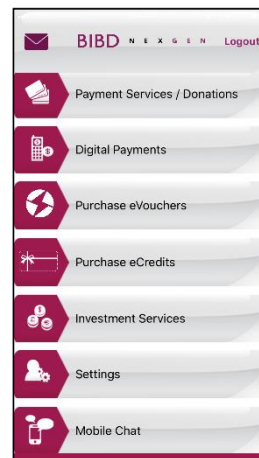 BIBD NEXGEN Logout
Payment Services / Donations
Digital Payments
Purchase eVouchers
Purchase eCredits
Investment Services
Settings
Mobile Chat